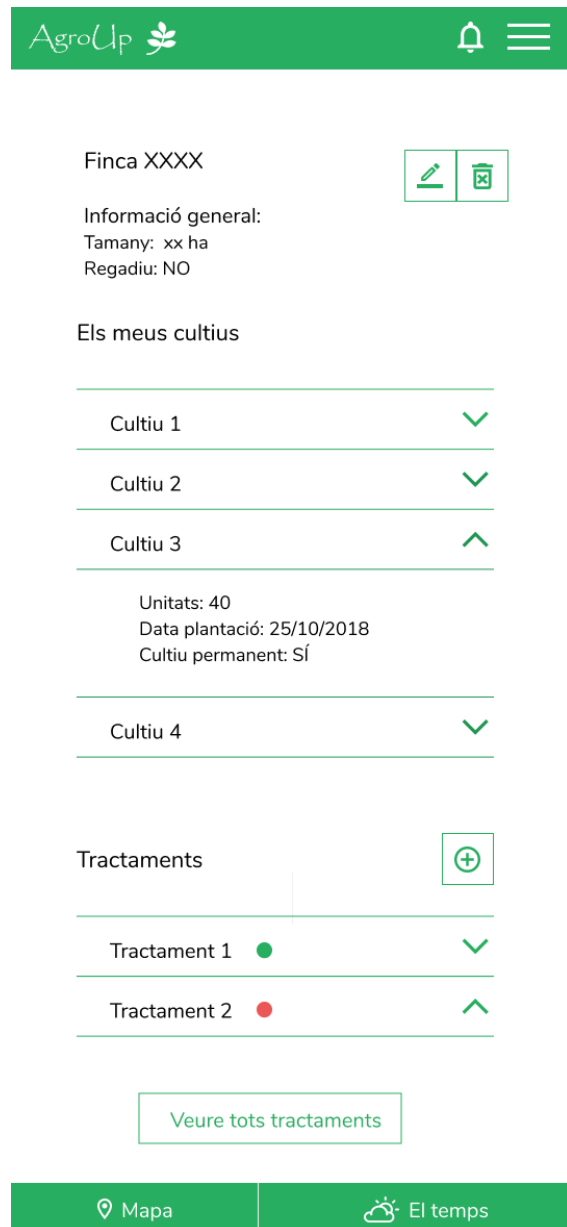 AgroUp
Finca XXXX
Informació general:
Tamany: xx ha
Regadiu: NO
Els meus cultius
Cultiu 1
Cultiu 2
Cultiu 3
Unitats: 40
Data plantació: 25/10/2018
Cultiu permanent: SÍ
Cultiu 4
Tractaments
Tractament 1
Tractament 2
Veure tots tractaments
Mapa
El temps